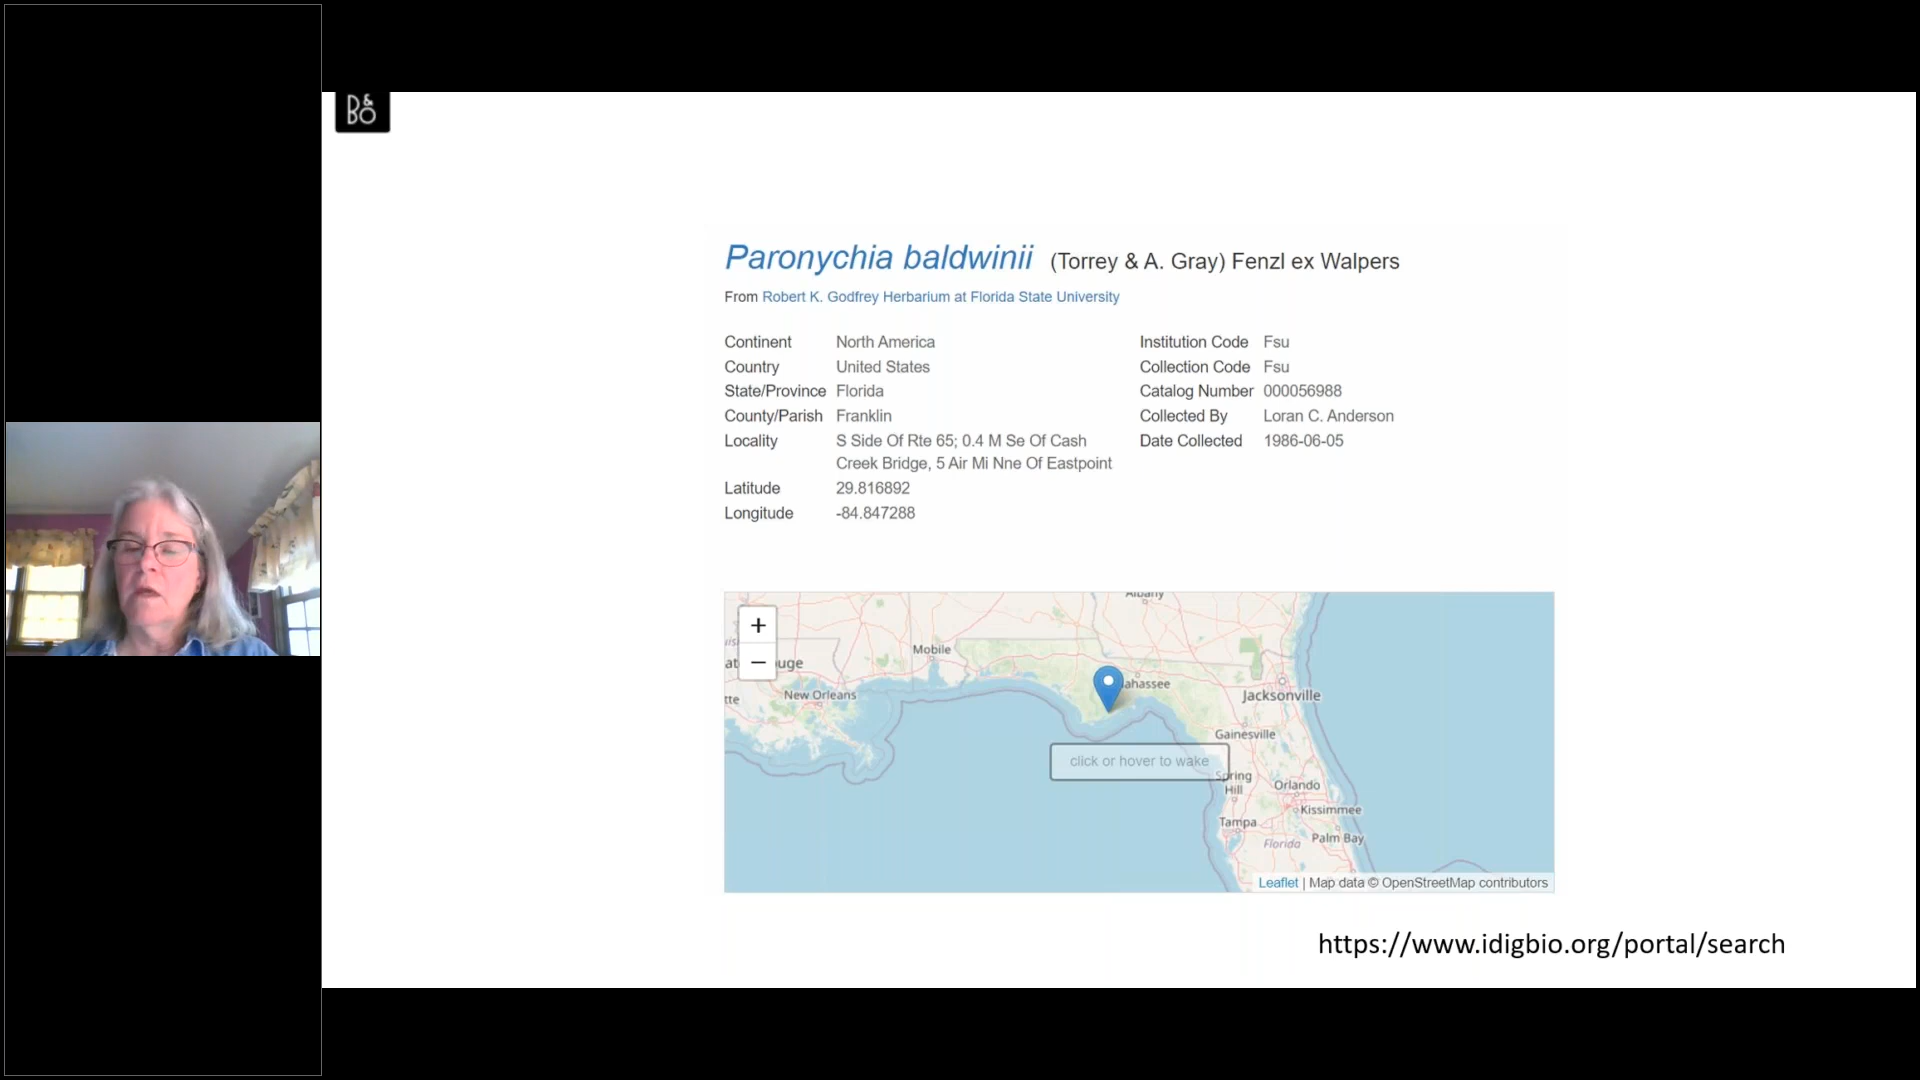 B&O
Paronychia baldwinii (Torrey & A. Gray) Fenzl ex Walpers
From Robert K. Godfrey Herbarium at Florida State University
Continent North America
Country United States
State/Province Florida
County/Parish Franklin
Locality S Side Of Rte 65; 0.4 M Se Of Cash
Creek Bridge, 5 Air Mi Nne Of Eastpoint
Latitude 29.816892
Longitude -84.847288
Institution Code Fsu
Collection Code Fsu
Catalog Number 000056988
Collected By Loran C. Anderson
Date Collected 1986-06-05
+
−
Albany
Mobile
uge
ahassee
New Orleans
Jacksonville
tte
Gainesville
click or hover to wake
Spring
Hill
Orlando
Kissimmee
Tampa
Palm Bay
Florida
Leaflet | Map data © OpenStreetMap contributors
https://www.idigbio.org/portal/search